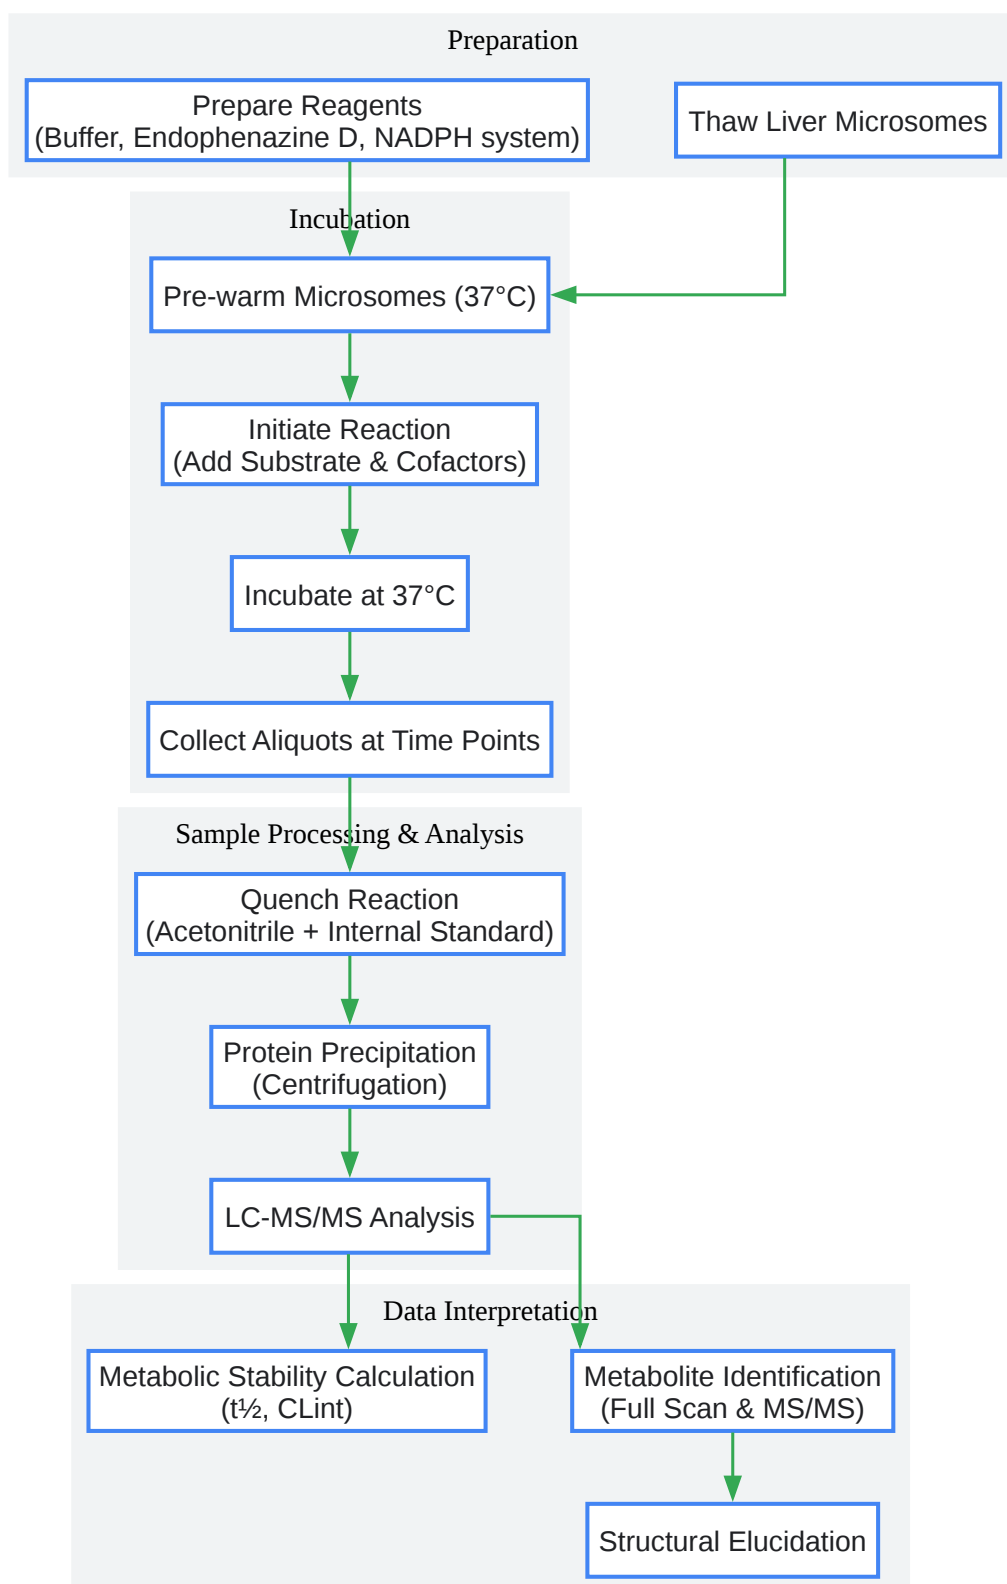 Preparation
Prepare Reagents
(Buffer, Endophenazine D, NADPH system)
Thaw Liver Microsomes
Incubation
Pre-warm Microsomes (37°C)
Initiate Reaction
(Add Substrate & Cofactors)
Incubate at 37°C
Collect Aliquots at Time Points
Sample Processing & Analysis
Quench Reaction
(Acetonitrile + Internal Standard)
Protein Precipitation
(Centrifugation)
LC-MS/MS Analysis
Data Interpretation
Metabolic Stability Calculation
(t½, CLint)
Metabolite Identification
(Full Scan & MS/MS)
Structural Elucidation